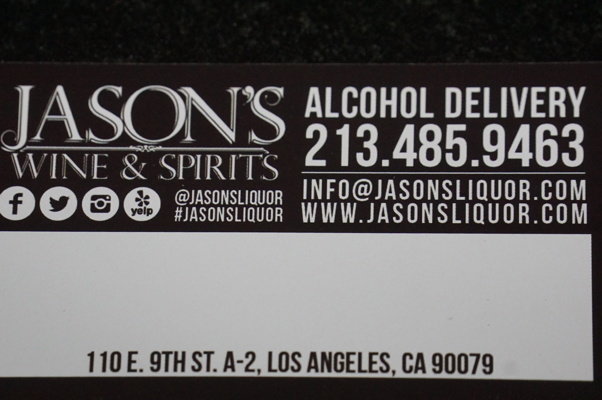 JASON'S
WINE & SPIRITS
yelp
@JASONSLIQUOR
#JASONSLIQUOR
ALCOHOL DELIVERY
213.485.9463
INFO@JASONSLIQUOR.COM
WWW.JASONSLIQUOR.COM
110 E. 9TH ST. A-2, LOS ANGELES, CA 90079